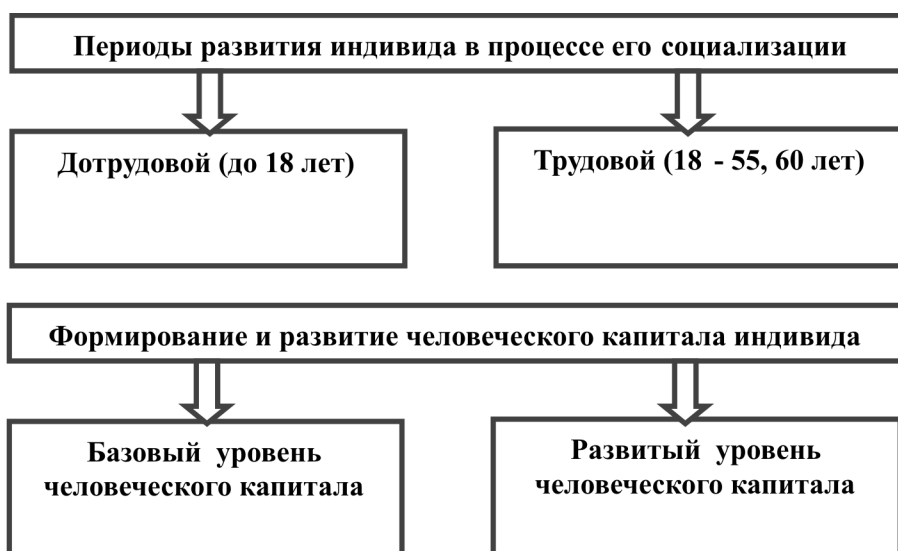 Периоды развития индивида в процессе его социализации
Дотрудовой (до 18 лет)
Трудовой (18 - 55, 60 лет)
Формирование и развитие человеческого капитала индивида
Базовый уровень
человеческого капитала
Развитый уровень
человеческого капитала